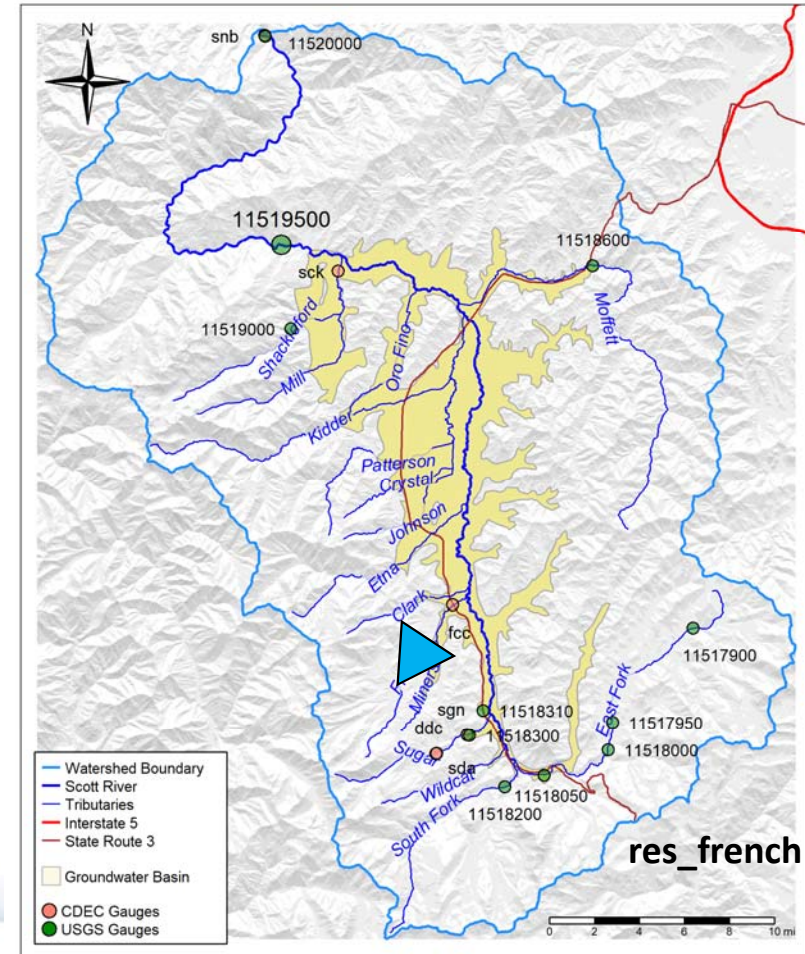 N
snb
11520000
11519500
11518600
sck
11519000
Shackleford
Mill
Oro Fino
Moffett
Kidder
Patterson
Crystal
Johnson
Etna
Clark
fcc
Miners
11517900
East Fork
sgn
11518310
ddc
11518300
11517950
11518000
Sugar
sda
Wildcat
11518050
South Fork
11518200
Watershed Boundary
Scott River
Tributaries
Interstate 5
State Route 3
Groundwater Basin
CDEC Gauges
USGS Gauges
res_french
0 2 4 6 8 10 mi